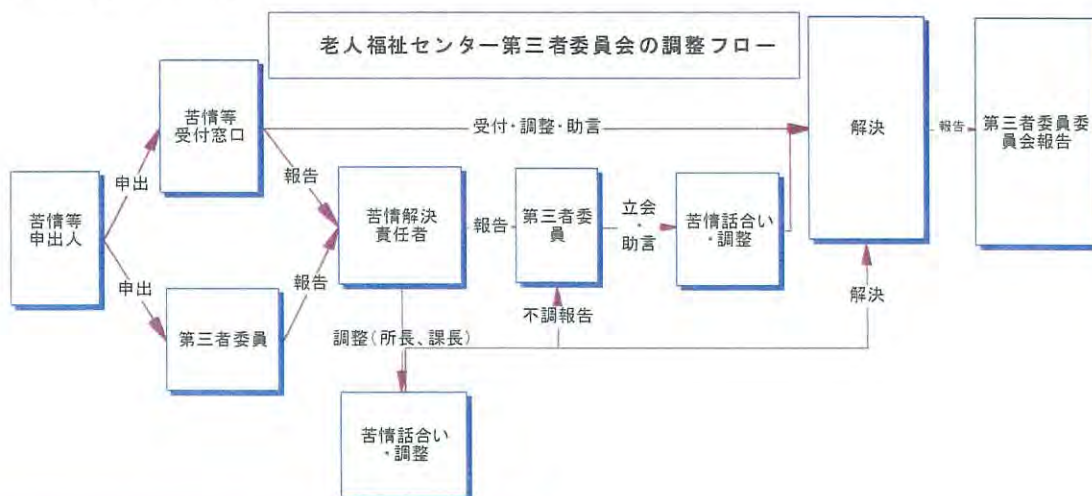 老人福祉センター第三者委員会の調整フロー
苦情等
受付窓口
受付・調整・助言
解決
報告
第三者委員委
員会報告
申出
報告
苦情等
申出人
苦情解決
責任者
報告
第三者委
員
立会
・
助言
苦情話合い
・調整
申出
報告
第三者委員
不調報告
解決
調整(所長、課長)
苦情話合い
・調整